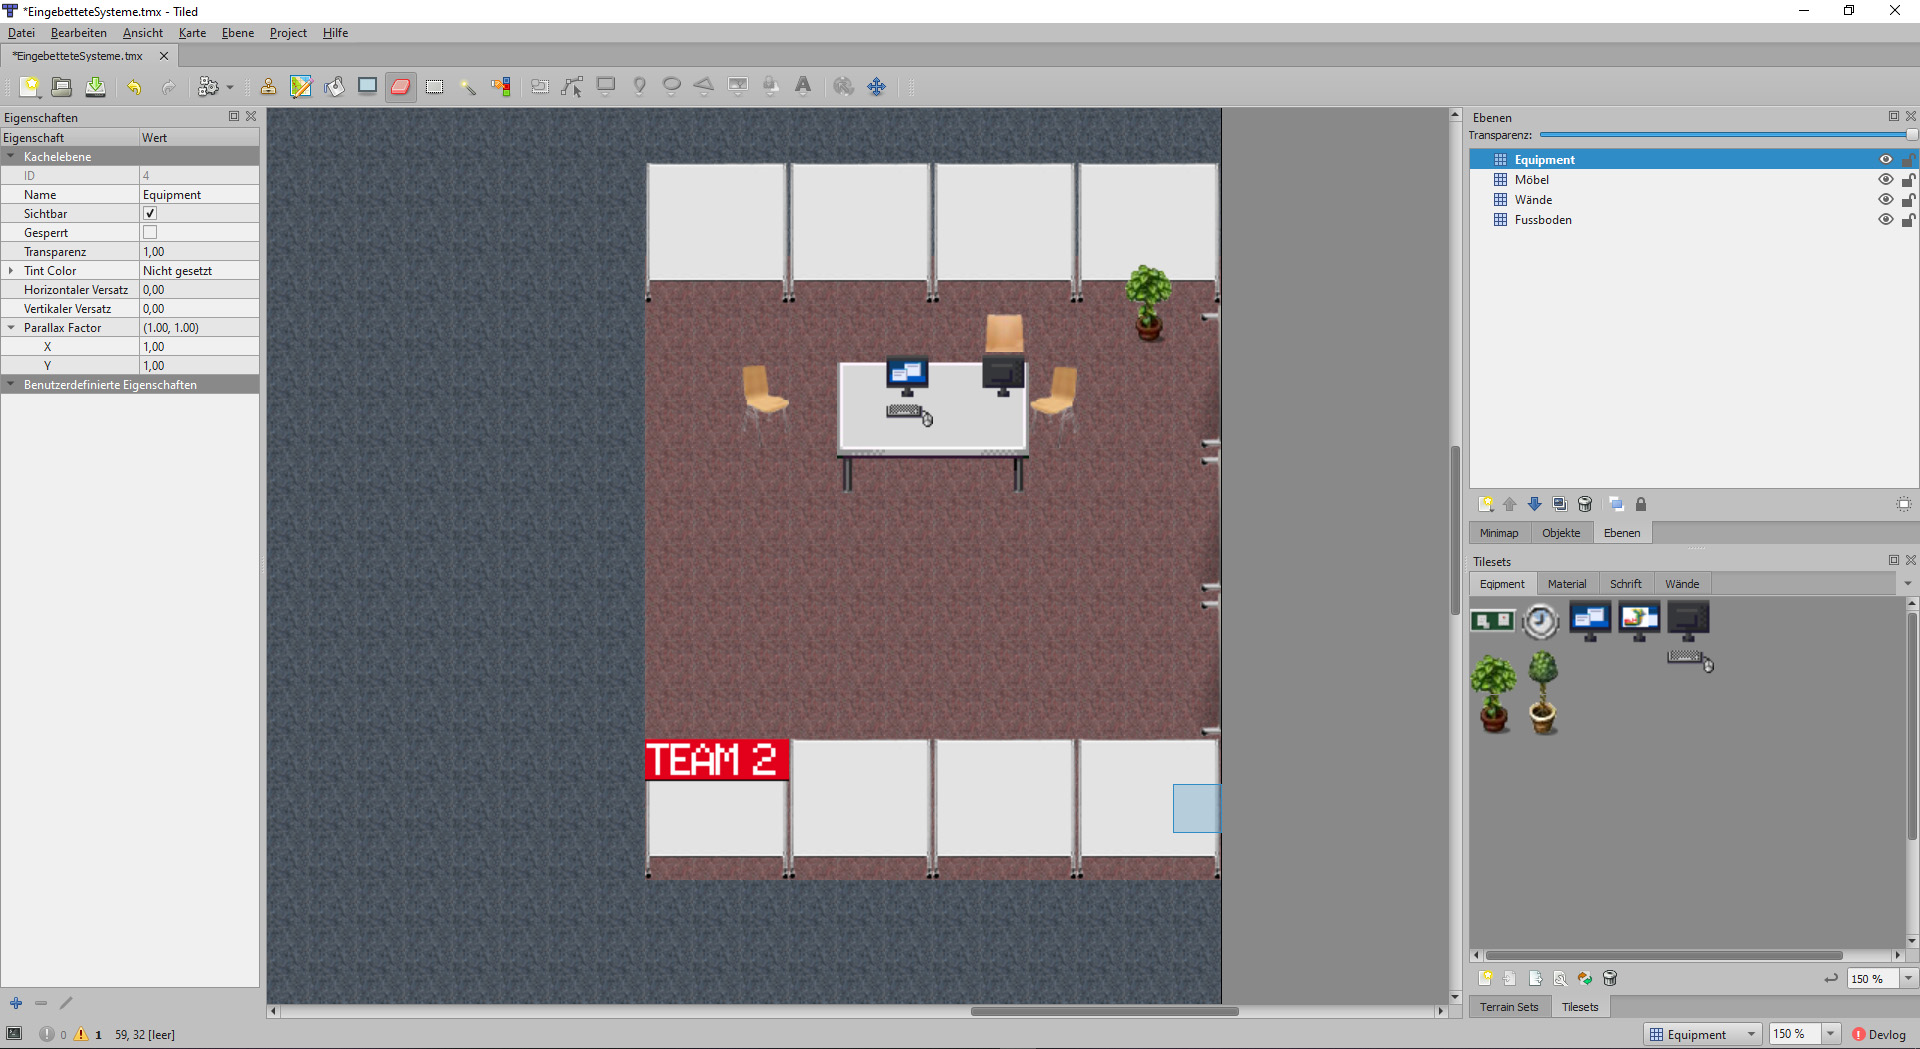 *EingebetteteSysteme.tmx - Tiled
Datei Bearbeiten Ansicht Karte Ebene Project Hilfe
*EingebetteteSysteme.tmx
Eigenschaften
Eigenschaft Wert
Kachelebene
ID 4
Name Equipment
Sichtbar
Gesperrt
Transparenz 1,00
Tint Color Nicht gesetzt
Horizontaler Versatz 0,00
Vertikaler Versatz 0,00
Parallax Factor (1.00, 1.00)
X 1,00
Y 1,00
Benutzerdefinierte Eigenschaften
TEAM 2
Ebenen
Transparenz:
Equipment
Möbel
Wände
Fussboden
Minimap Objekte Ebenen
Tilesets
Eqipment Material Schrift Wände
150 %
Terrain Sets Tilesets
0 1 59, 32 [leer]
Equipment 150 % Devlog